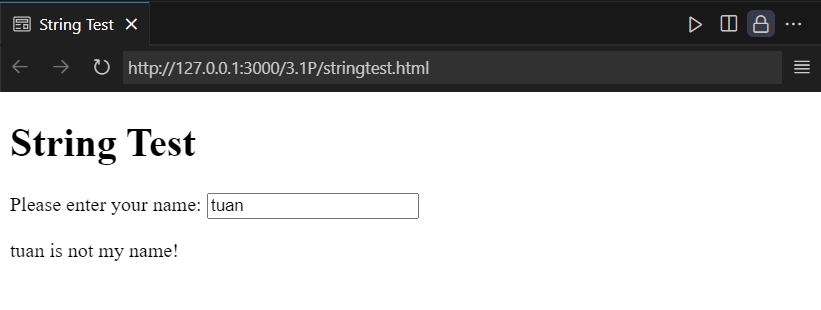 String Test
http://127.0.0.1:3000/3.1P/stringtest.html
String Test
Please enter your name: tuan
tuan is not my name!